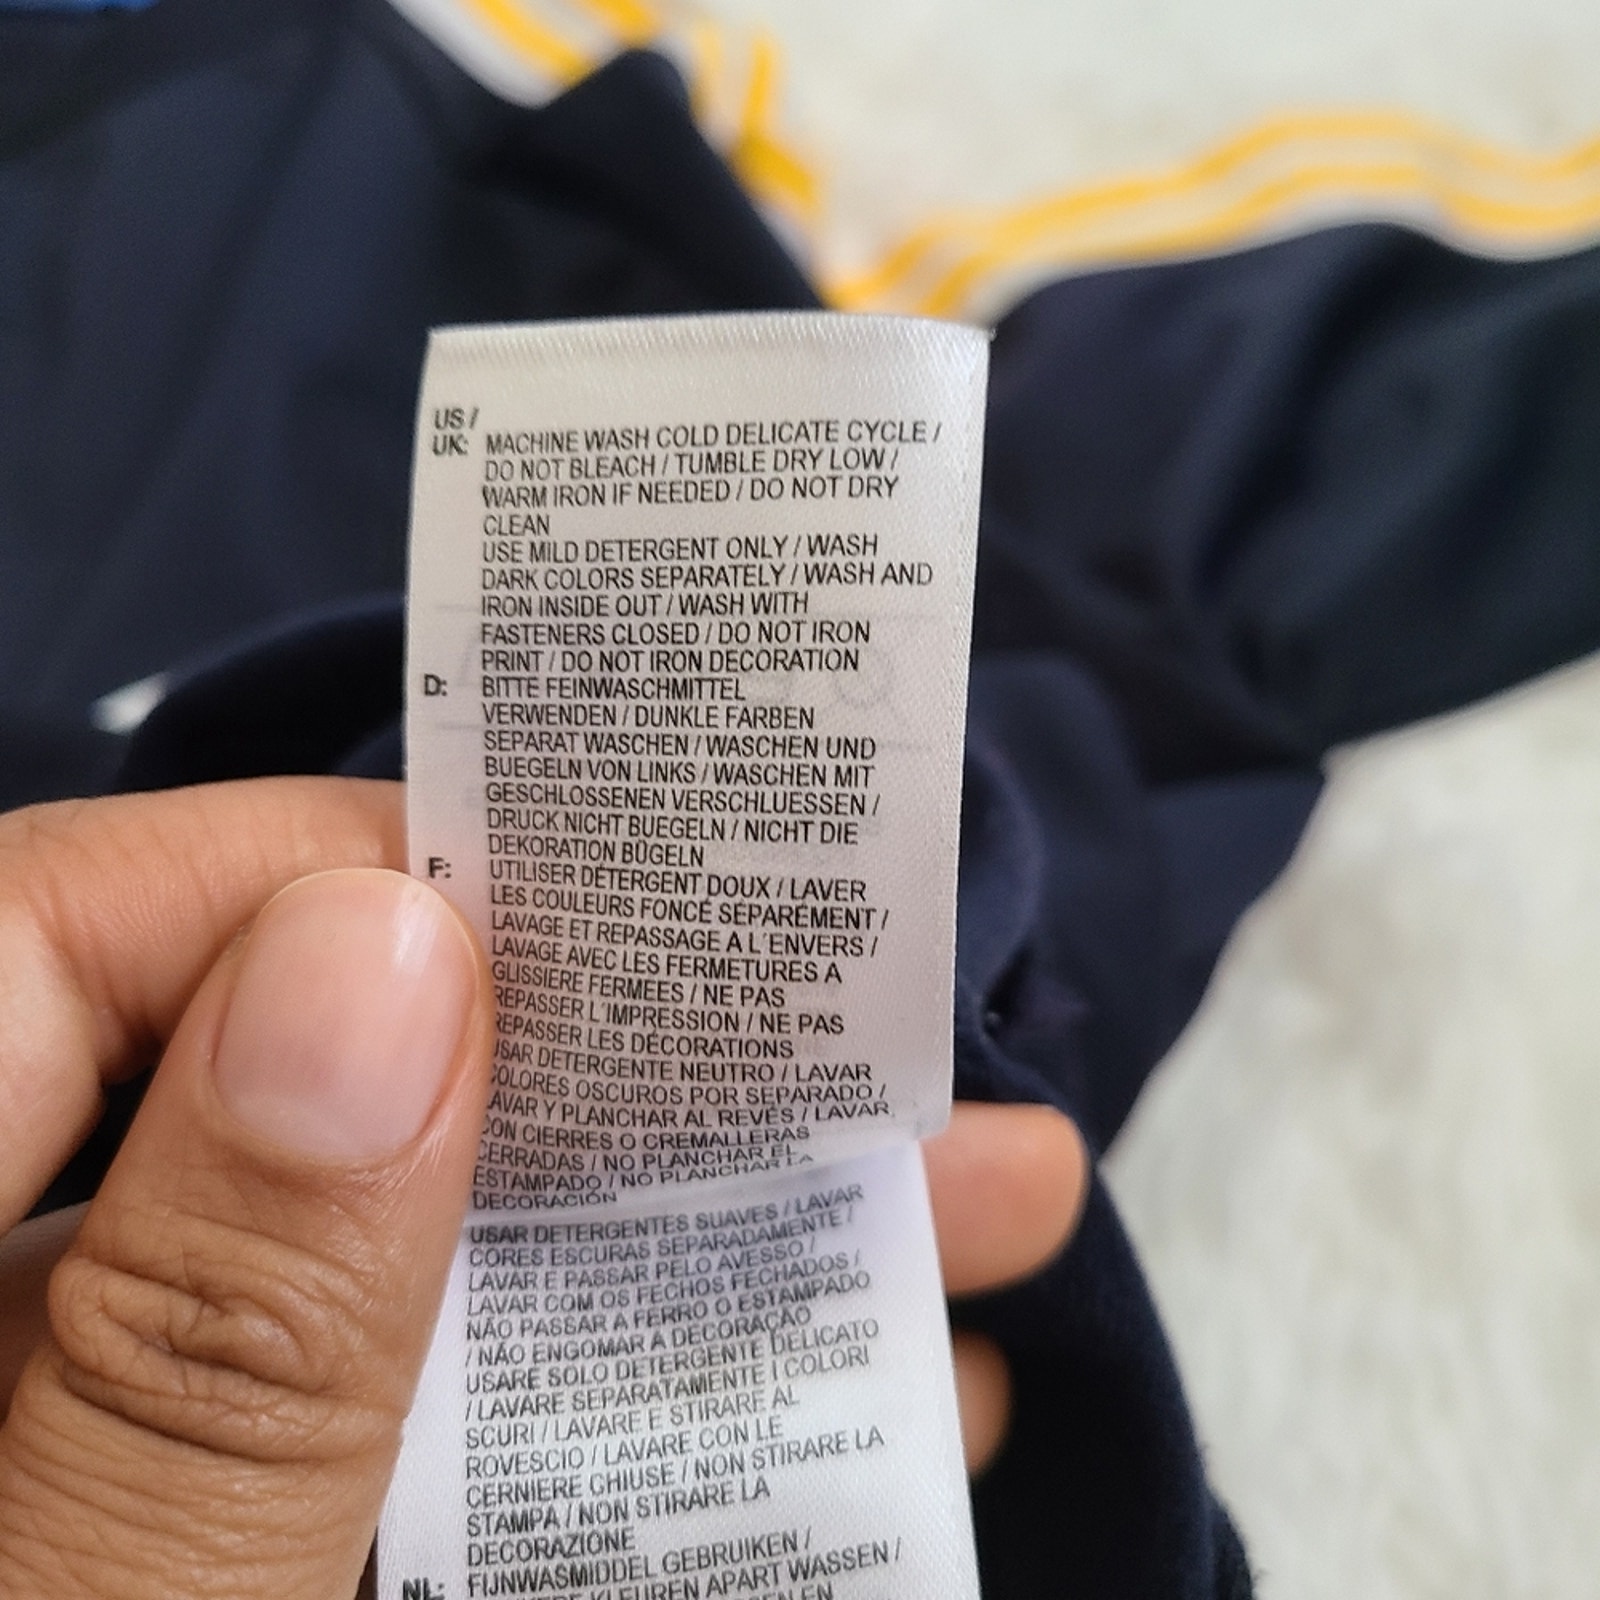 US /
UK: MACHINE WASH COLD DELICATE CYCLE /
DO NOT BLEACH / TUMBLE DRY LOW /
WARM IRON IF NEEDED / DO NOT DRY
CLEAN
USE MILD DETERGENT ONLY / WASH
DARK COLORS SEPARATELY / WASH AND
IRON INSIDE OUT / WASH WITH
FASTENERS CLOSED / DO NOT IRON
PRINT / DO NOT IRON DECORATION
D: BITTE FEINWASCHMITTEL
VERWENDEN / DUNKLE FARBEN
SEPARAT WASCHEN / WASCHEN UND
BUEGELN VON LINKS / WASCHEN MIT
GESCHLOSSENEN VERSCHLUESSEN /
DRUCK NICHT BUEGELN / NICHT DIE
DEKORATION BÜGELN
F: UTILISER DÉTERGENT DOUX / LAVER
LES COULEURS FONCÉ SÉPARÉMENT /
LAVAGE ET REPASSAGE A L´ENVERS /
LAVAGE AVEC LES FERMETURES A
GLISSIERE FERMEES / NE PAS
REPASSER L´IMPRESSION / NE PAS
REPASSER LES DÉCORATIONS
USAR DETERGENTE NEUTRO / LAVAR
COLORES OSCUROS POR SEPARADO /
LAVAR Y PLANCHAR AL REVÉS / LAVAR
CON CIERRES O CREMALLERAS
CERRADAS / NO PLANCHAR EL
ESTAMPADO / NO PLANCHAR LA
DECORACIÓN
USAR DETERGENTES SUAVES / LAVAR
CORES ESCURAS SEPARADAMENTE /
LAVAR E PASSAR PELO AVESSO /
LAVAR COM OS FECHOS FECHADOS /
NÃO PASSAR A FERRO O ESTAMPADO
/ NÃO ENGOMAR A DECORAÇÃO
USARE SOLO DETERGENTE DELICATO
/ LAVARE SEPARATAMENTE I COLORI
SCURI / LAVARE E STIRARE AL
ROVESCIO / LAVARE CON LE
CERNIERE CHIUSE / NON STIRARE LA
STAMPA / NON STIRARE LA
DECORAZIONE
NL: FIJNWASMIDDEL GEBRUIKEN /
KLEUREN APART WASSEN /
EN